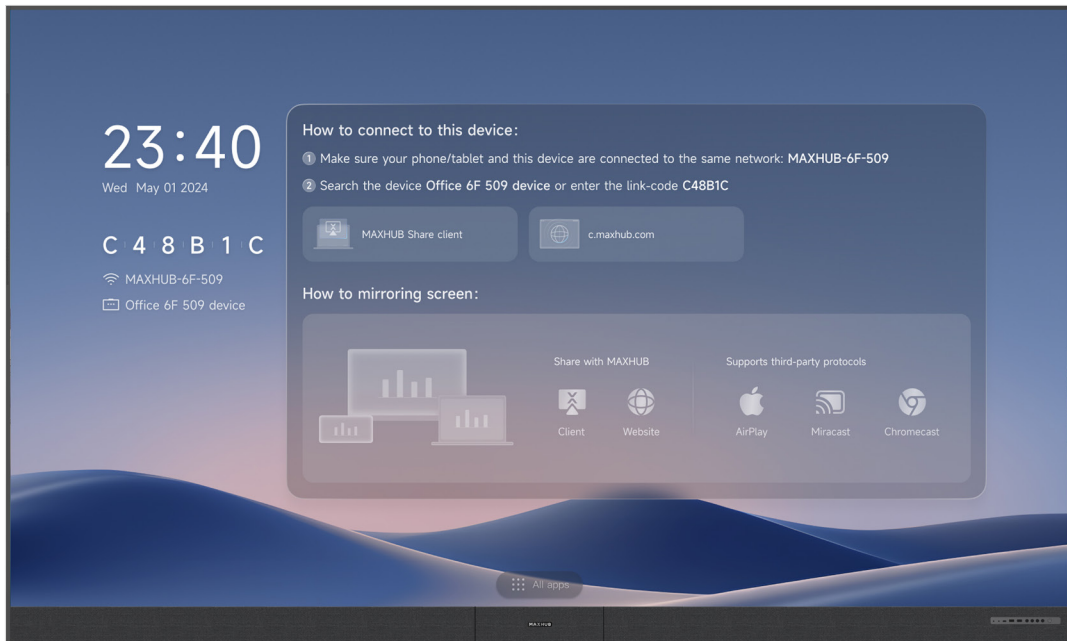 23:40
Wed May 01 2024
C 4 8 B 1 C
MAXHUB-6F-509
Office 6F 509 device
How to connect to this device:
1 Make sure your phone/tablet and this device are connected to the same network: MAXHUB-6F-509
2 Search the device Office 6F 509 device or enter the link-code C48B1C
MAXHUB Share client
c.maxhub.com
How to mirroring screen:
Share with MAXHUB
Supports third-party protocols
Client
Website
AirPlay
Miracast
Chromecast
All apps
MAXHUB